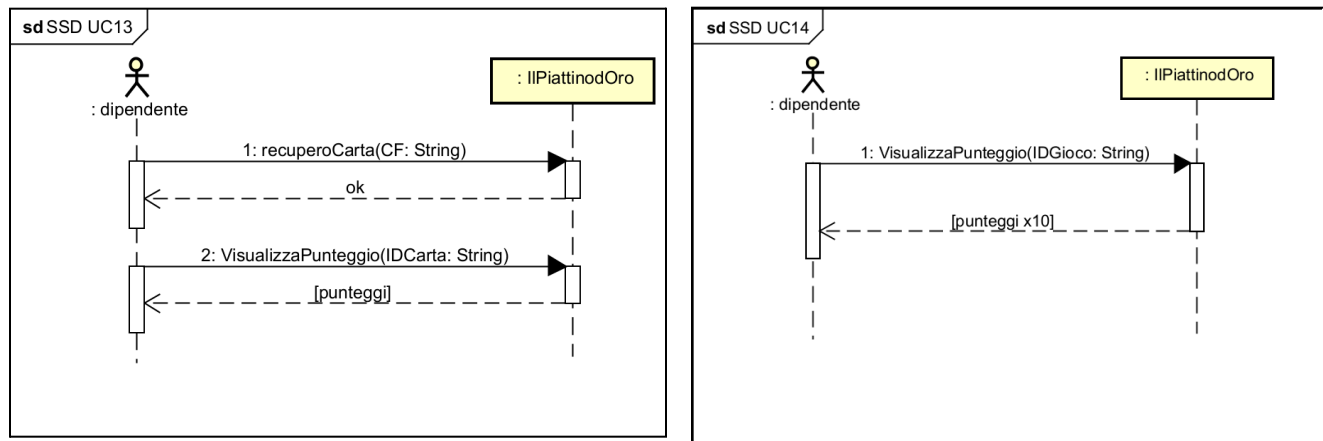 sd SSD UC13
: dipendente
: IlPiattinodOro
1: recuperoCarta(CF: String)
ok
2: VisualizzaPunteggio(IDCarta: String)
[punteggi]
sd SSD UC14
: dipendente
: IlPiattinodOro
1: VisualizzaPunteggio(IDGioco: String)
[punteggi x10]